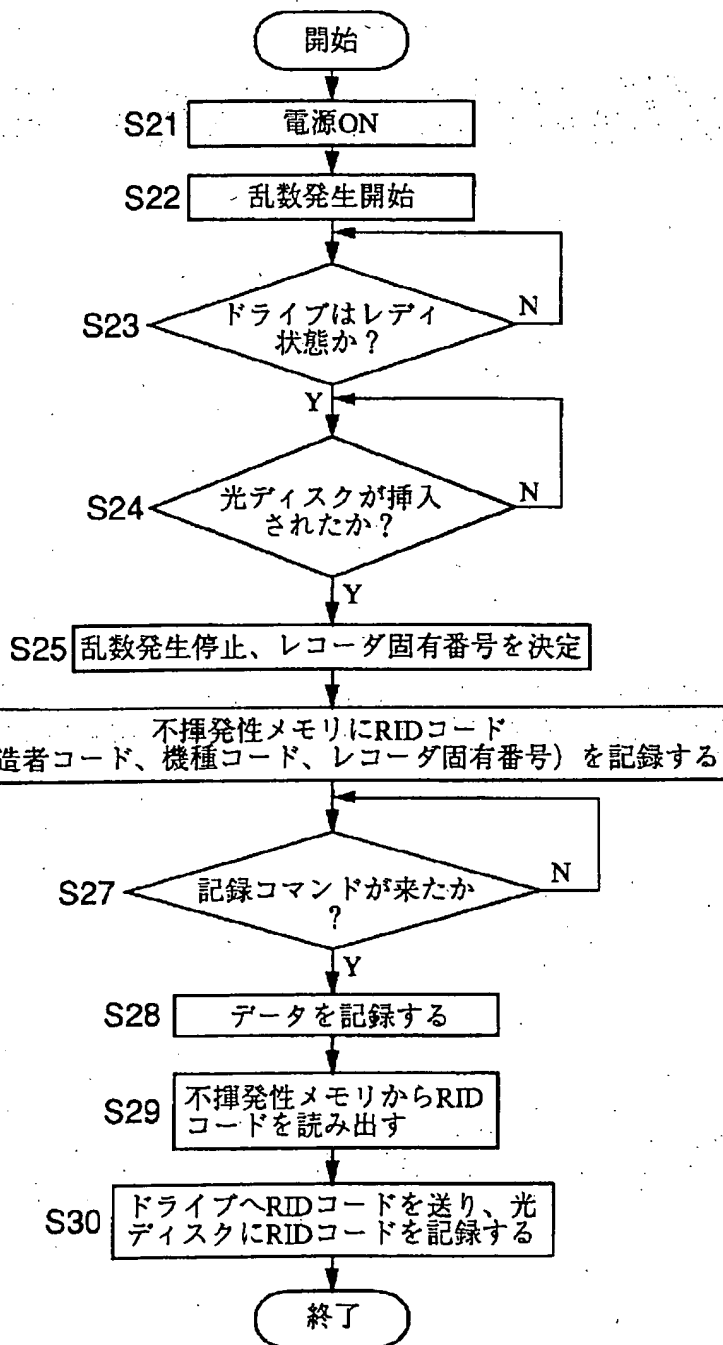 開始
S21 電源ON
S22 乱数発生開始
S23 ドライブはレディ
状態か?
N
Y
S24 光ディスクが挿入
されたか?
N
Y
S25 乱数発生停止、レコーダ固有番号を決定
不揮発性メモリにRIDコード
造者コード、機種コード、レコーダ固有番号)を記録する
S27 記録コマンドが来たか
?
N
Y
S28 データを記録する
S29 不揮発性メモリからRID
コードを読み出す
S30 ドライブへRIDコードを送り、光
ディスクにRIDコードを記録する
終了